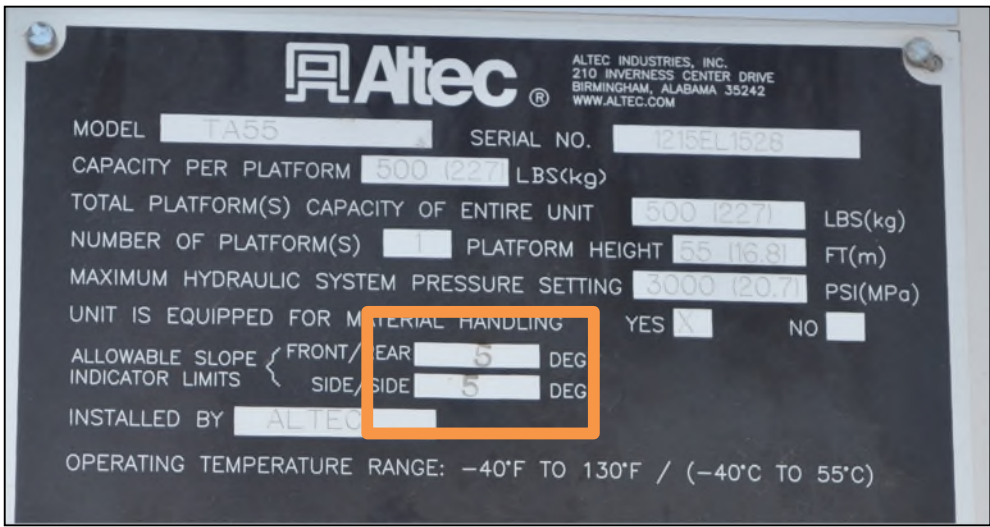 Altec ®
ALTEC INDUSTRIES, INC.
210 INVERNESS CENTER DRIVE
BIRMINGHAM, ALABAMA 35242
WWW.ALTEC.COM
MODEL TA55 SERIAL NO. 1215EL1528
CAPACITY PER PLATFORM 500 (227) LBS(kg)
TOTAL PLATFORM(S) CAPACITY OF ENTIRE UNIT 500 (227) LBS(kg)
NUMBER OF PLATFORM(S) 1 PLATFORM HEIGHT 55 (16.8) FT(m)
MAXIMUM HYDRAULIC SYSTEM PRESSURE SETTING 3000 (20.7) PSI(MPa)
UNIT IS EQUIPPED FOR MATERIAL HANDLING YES X NO
ALLOWABLE SLOPE INDICATOR LIMITS { FRONT/REAR 5 DEG
SIDE/SIDE 5 DEG
INSTALLED BY ALTEC
OPERATING TEMPERATURE RANGE: -40°F TO 130°F / (-40°C TO 55°C)